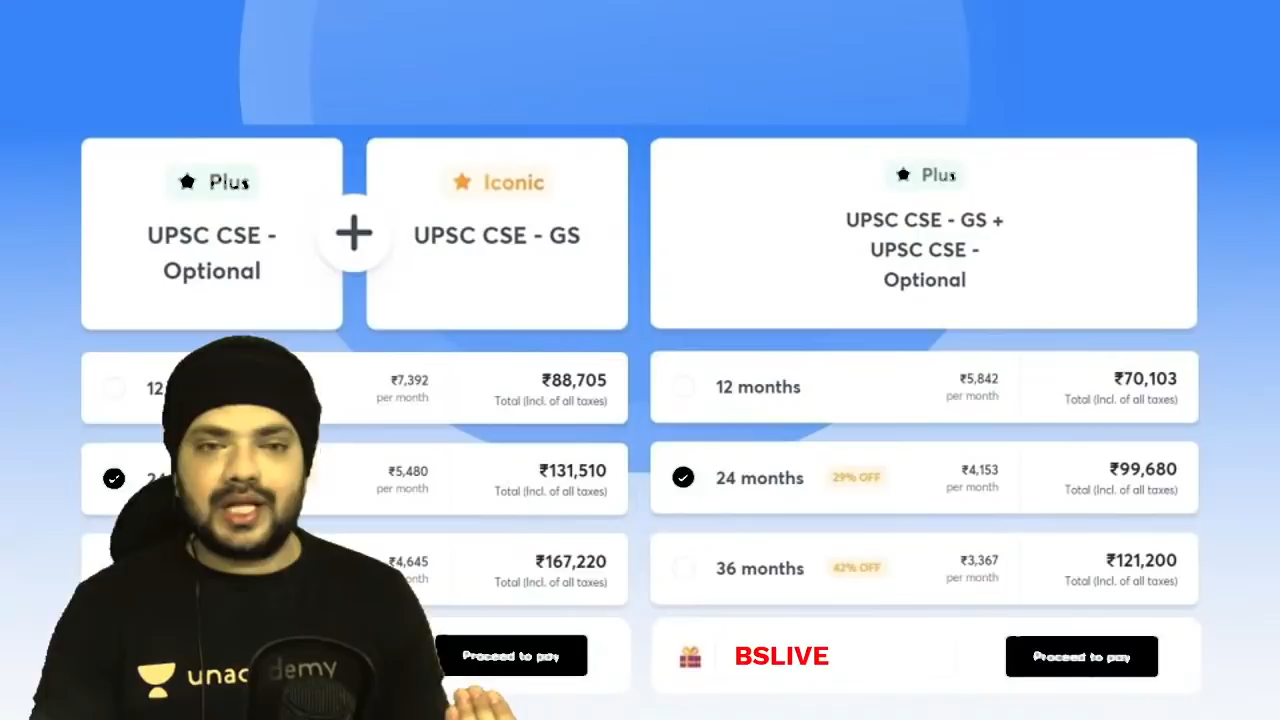 Plus
UPSC CSE -
Optional
Iconic
UPSC CSE - GS
Plus
UPSC CSE - GS +
UPSC CSE -
Optional
12
₹7,392
per month
₹88,705
Total (Incl. of all taxes)
₹5,480
per month
₹131,510
Total (Incl. of all taxes)
₹4,645
₹167,220
Total (Incl. of all taxes)
Proceed to pay
12 months
₹5,842
per month
₹70,103
Total (Incl. of all taxes)
24 months
29% OFF
₹4,153
per month
₹99,680
Total (Incl. of all taxes)
36 months
42% OFF
₹3,367
per month
₹121,200
Total (Incl. of all taxes)
BSLIVE
Proceed to pay
unacademy